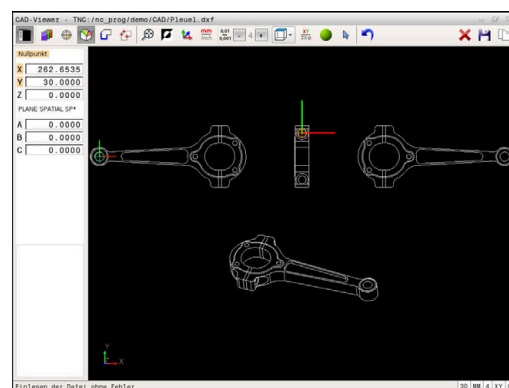 CAD-Viewer - TNC:/nc_prog/demo/CAD/Pleuel.dxf
mm
inch
0,01
0,001
4
XY
Nullpunkt
X 262.6535
Y 30.0000
Z 0.0000
PLANE SPATIAL SP*
A 0.0000
B 0.0000
C 0.0000
Y
Z
X
Einlesen der Datei ohne Fehler
3D MM 4 XY